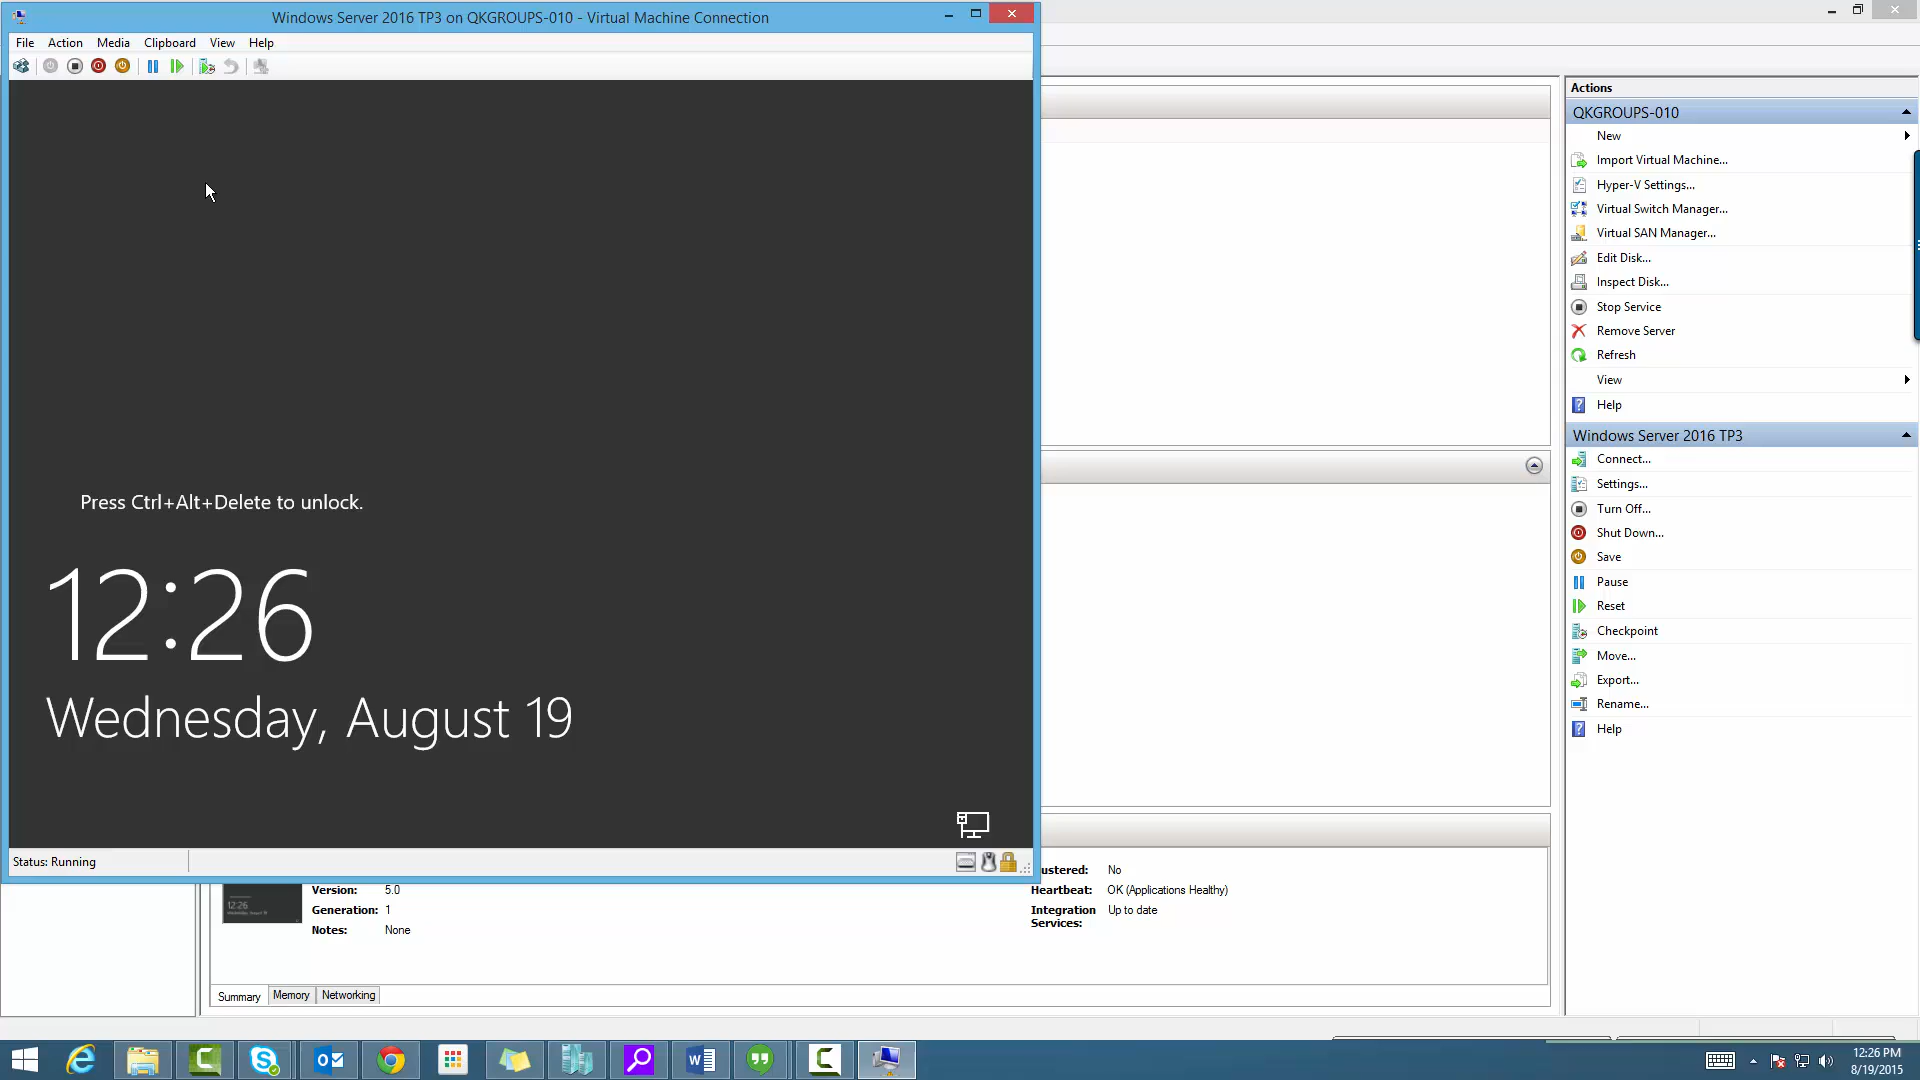 Windows Server 2016 TP3 on QKGROUPS-010 - Virtual Machine Connection
File Action Media Clipboard View Help
Press Ctrl+Alt+Delete to unlock.
12:26
Wednesday, August 19
Status: Running
Version: 5.0
Generation: 1
Notes: None
ustered: No
Heartbeat: OK (Applications Healthy)
Integration Services: Up to date
12:26
Wednesday, August 19
Summary Memory Networking
Actions
QKGROUPS-010
New
Import Virtual Machine...
Hyper-V Settings...
Virtual Switch Manager...
Virtual SAN Manager...
Edit Disk...
Inspect Disk...
Stop Service
Remove Server
Refresh
View
Help
Windows Server 2016 TP3
Connect...
Settings...
Turn Off...
Shut Down...
Save
Pause
Reset
Checkpoint
Move...
Export...
Rename...
Help
12:26 PM
8/19/2015